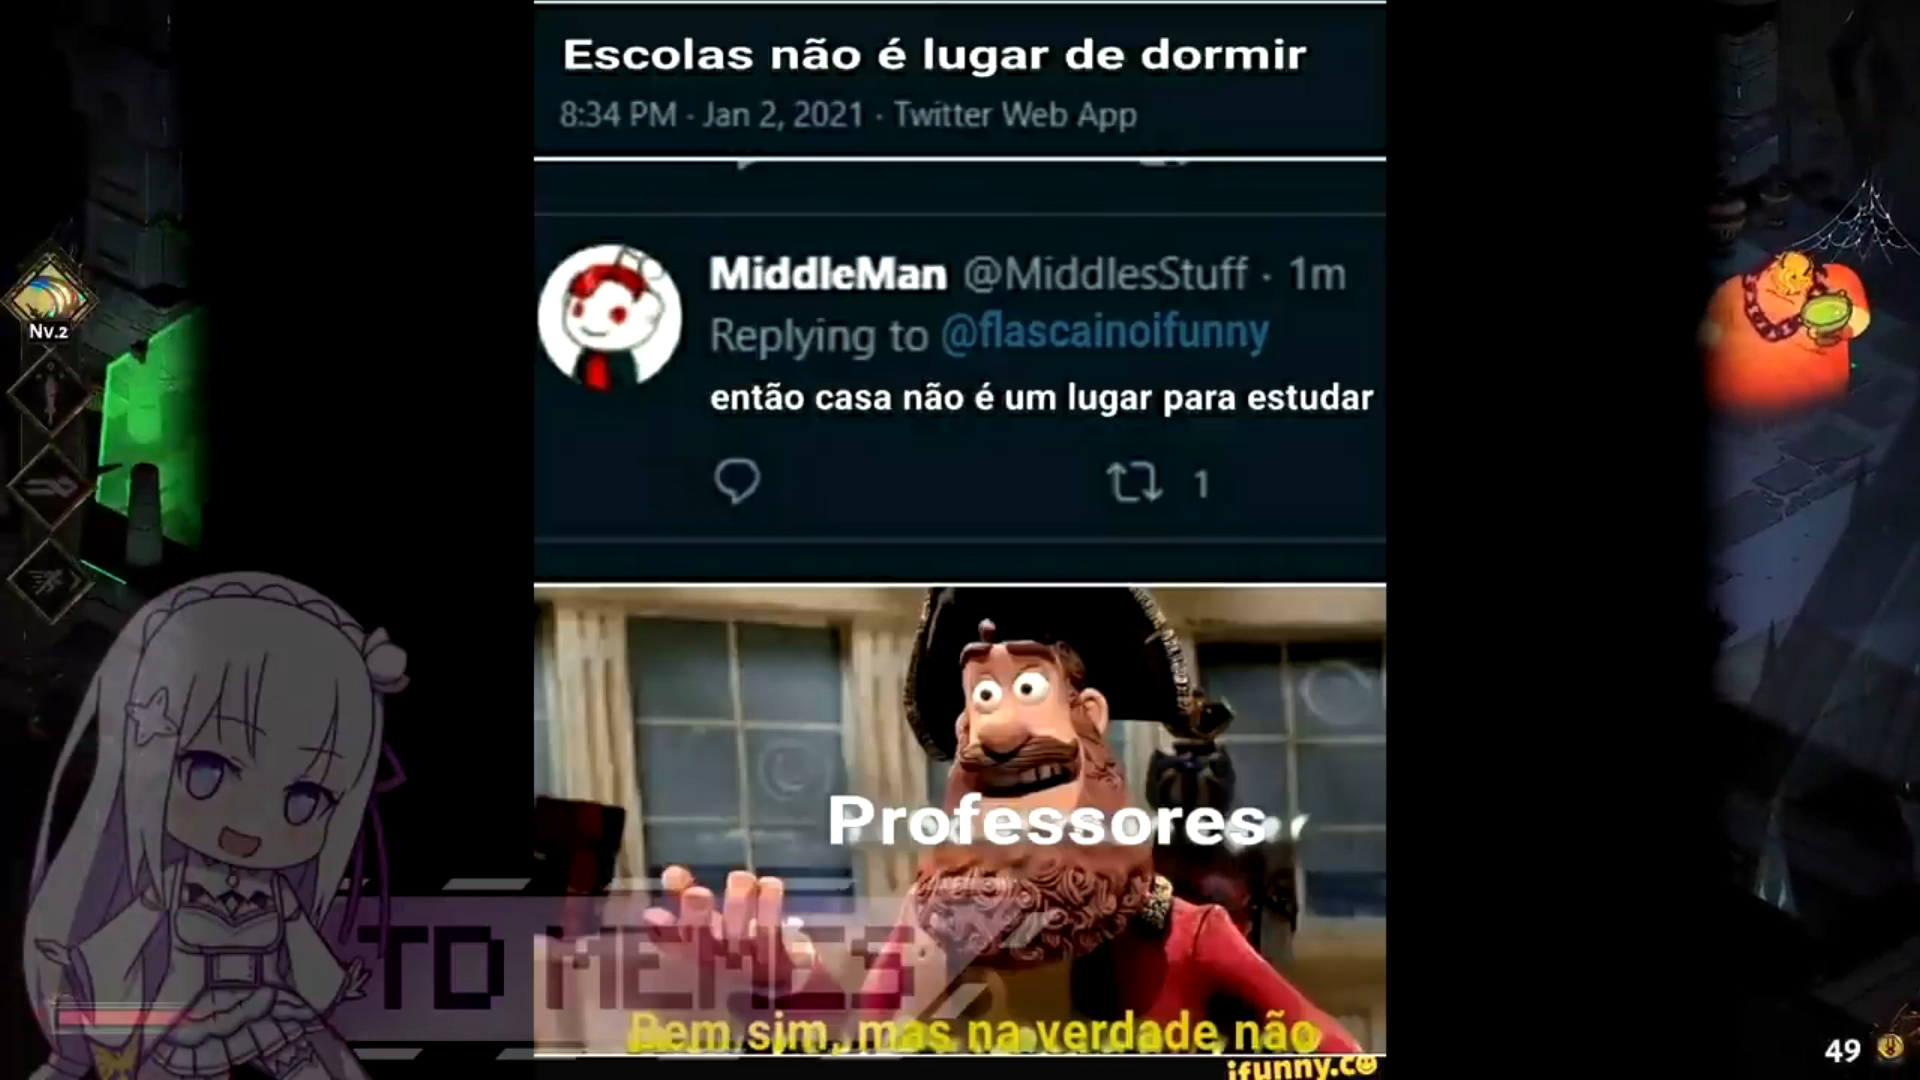 Escolas não é lugar de dormir
8:34 PM · Jan 2, 2021 · Twitter Web App
MiddleMan @MiddlesStuff · 1m
Replying to @flascainoifunny
então casa não é um lugar para estudar
1
Nv.2
Professores
TD MEMES
Bem sim, mas na verdade não
ifunny.co
49